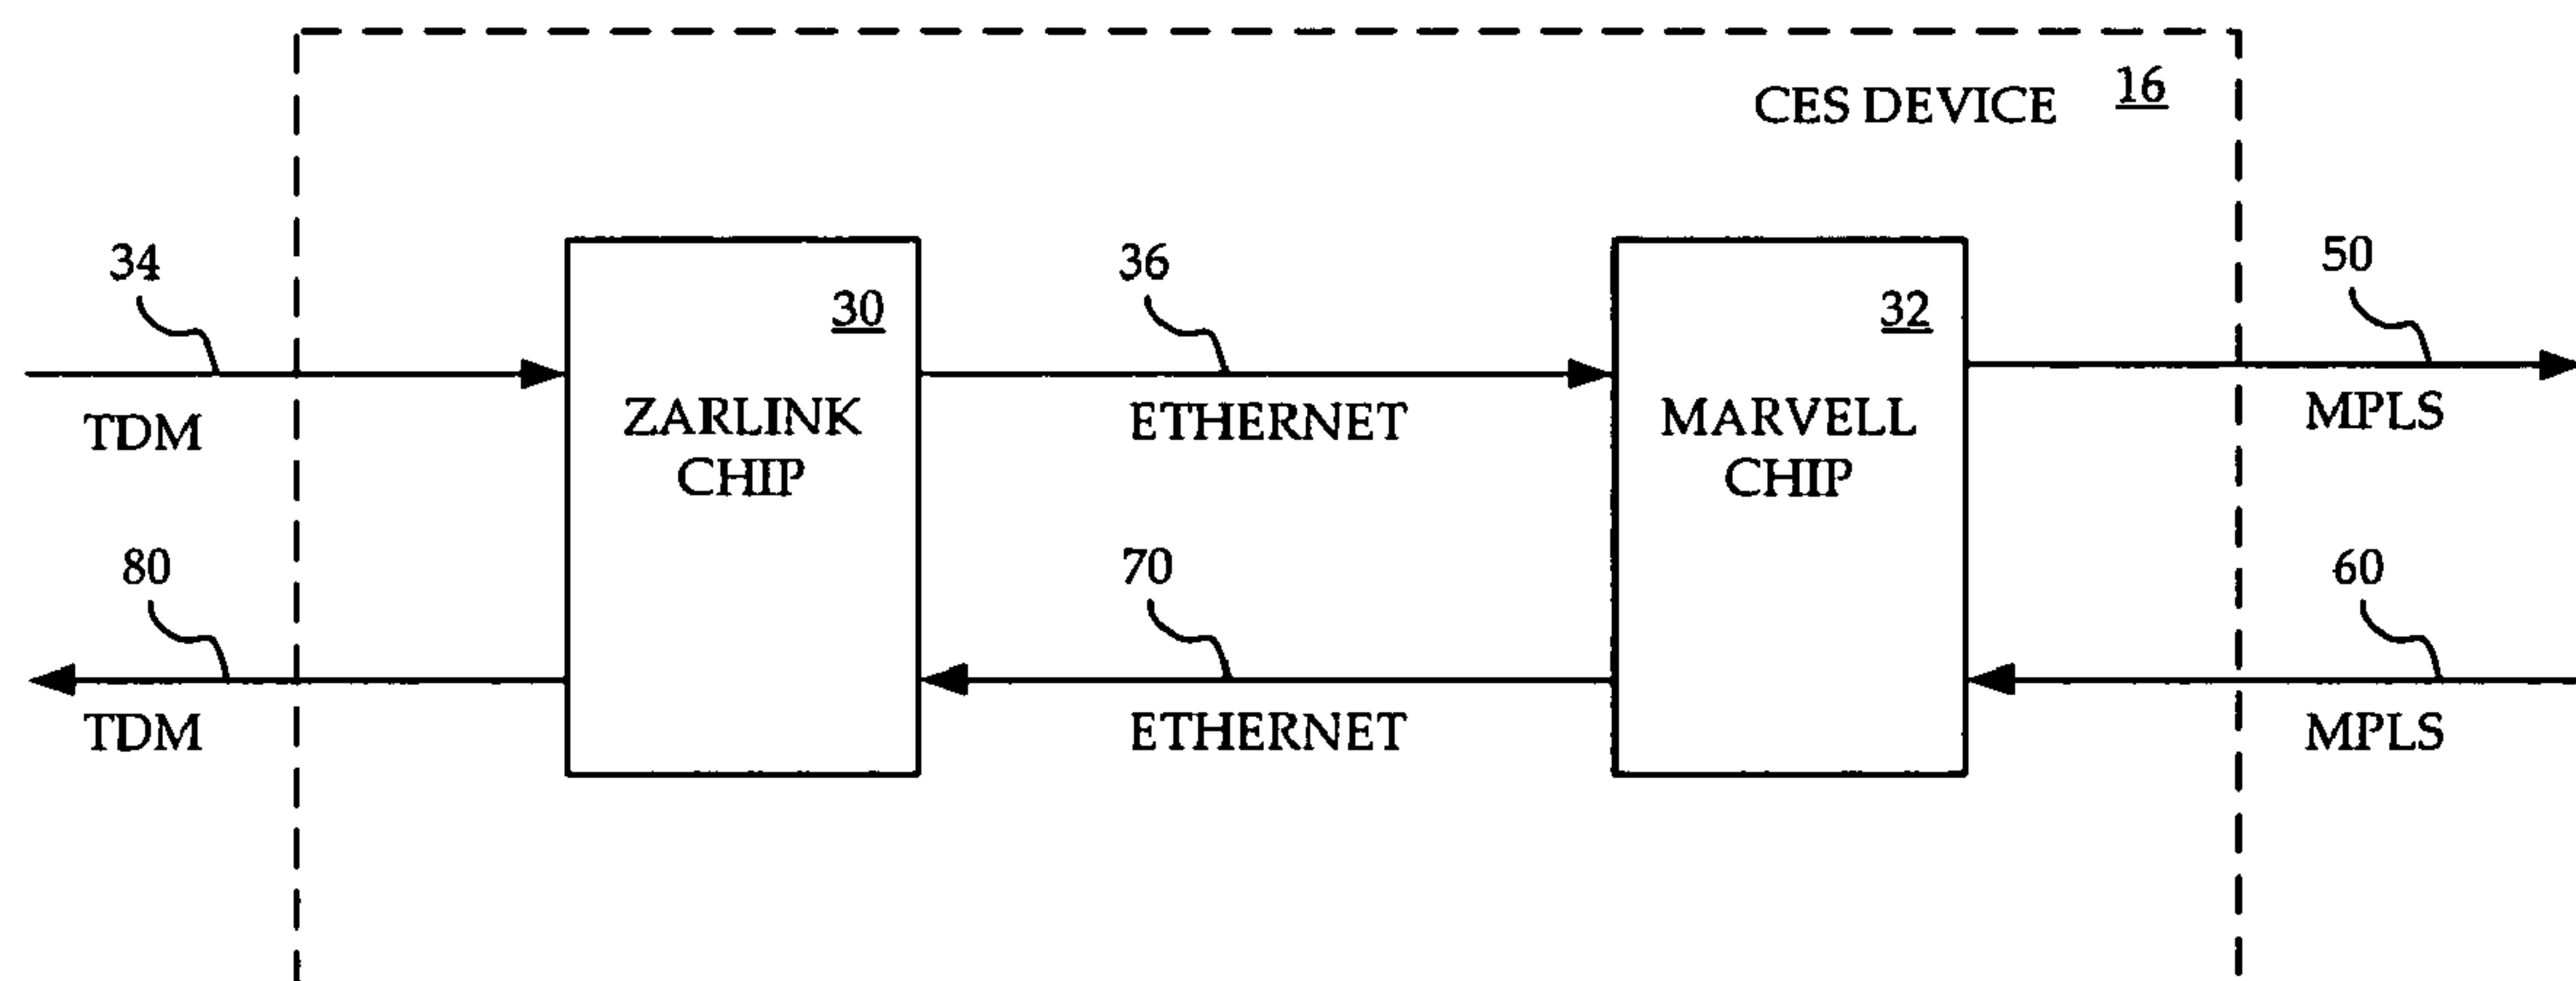 CES DEVICE 16
34
36
50
30
32
TDM
ZARLINK
CHIP
ETHERNET
MARVELL
CHIP
MPLS
80
70
60
TDM
ETHERNET
MPLS